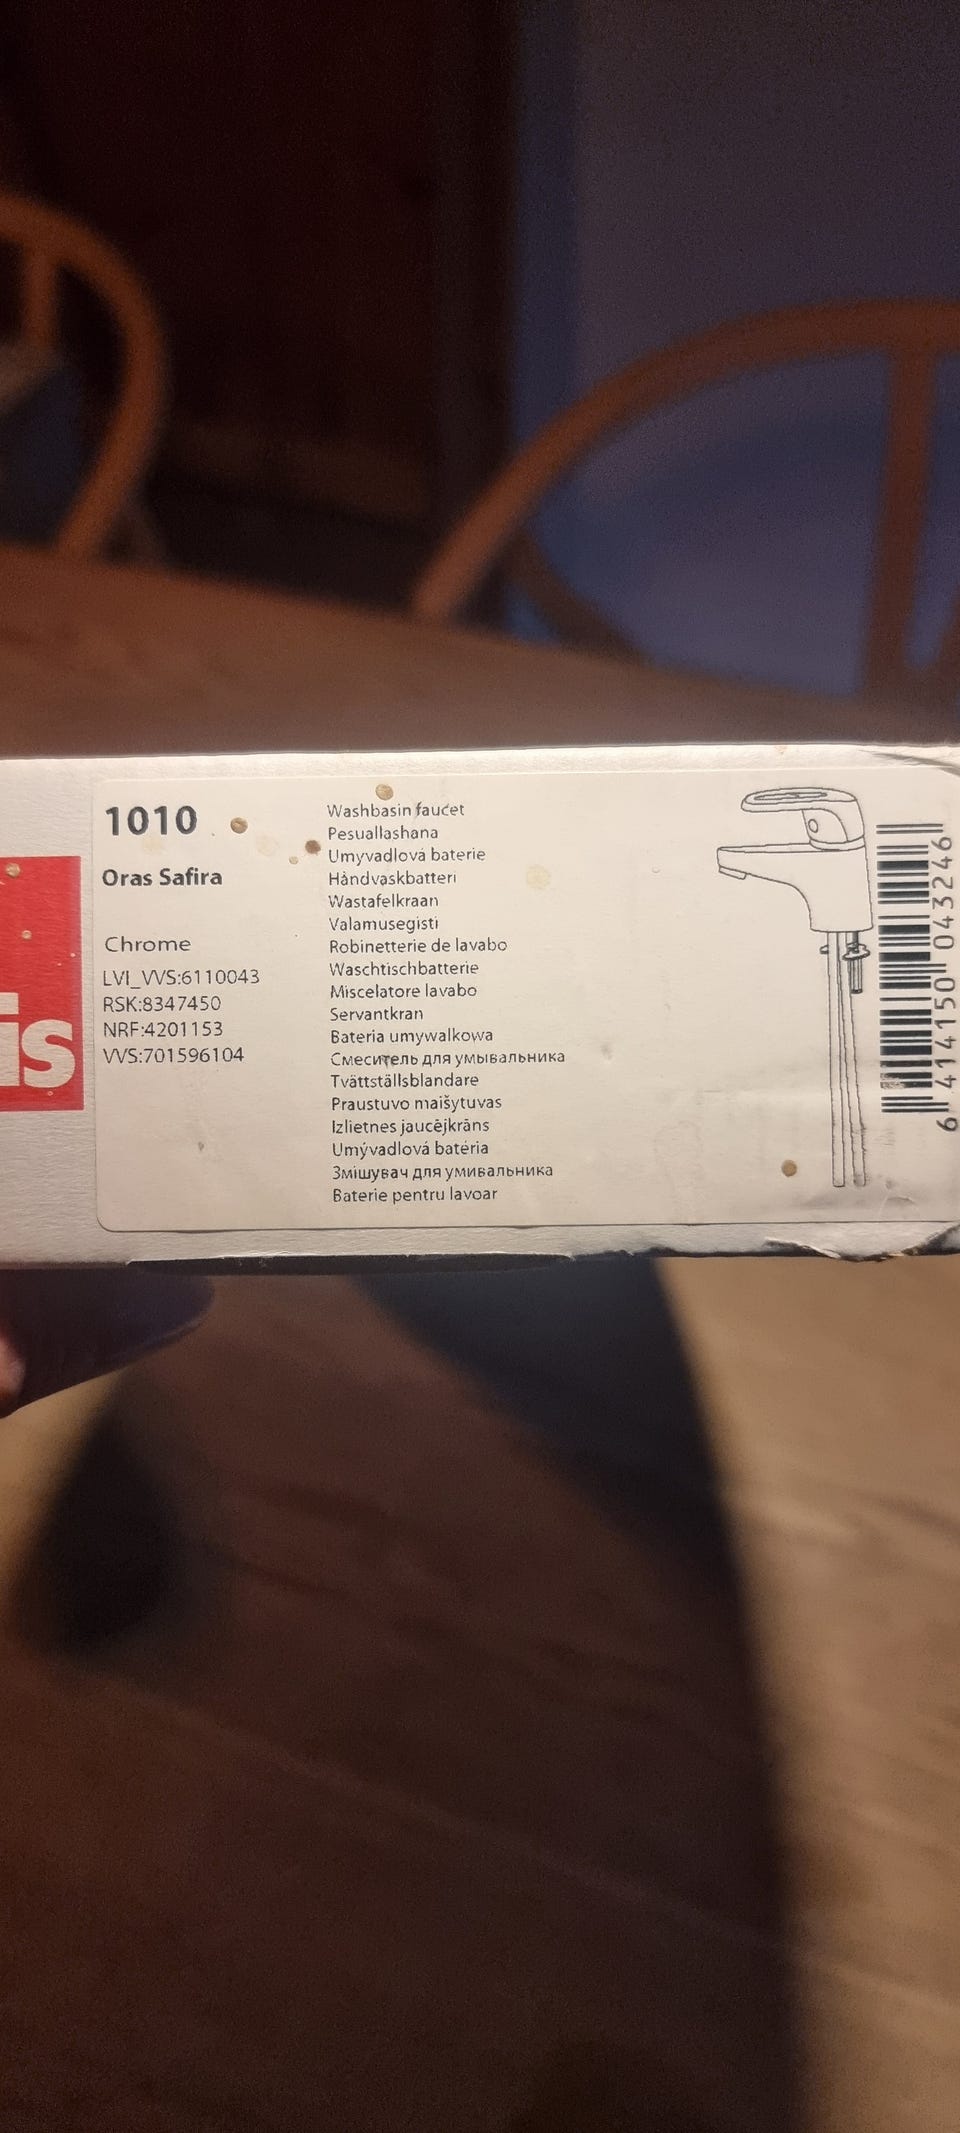 1010
Oras Safira
Chrome
LVI_VVS:6110043
RSK:8347450
NRF:4201153
VVS:701596104
is
Washbasin faucet
Pesuallashana
Umyvadlová baterie
Håndvaskbatteri
Wastafelkraan
Valamusegisti
Robinetterie de lavabo
Waschtischbatterie
Miscelatore lavabo
Servantkran
Bateria umywalkowa
Смеситель для умывальника
Tvättställsblandare
Praustuvo maišytuvas
Izlietnes jaucējkrāns
Umývadlová batéria
Змішувач для умивальника
Baterie pentru lavoar
6 414150 043246